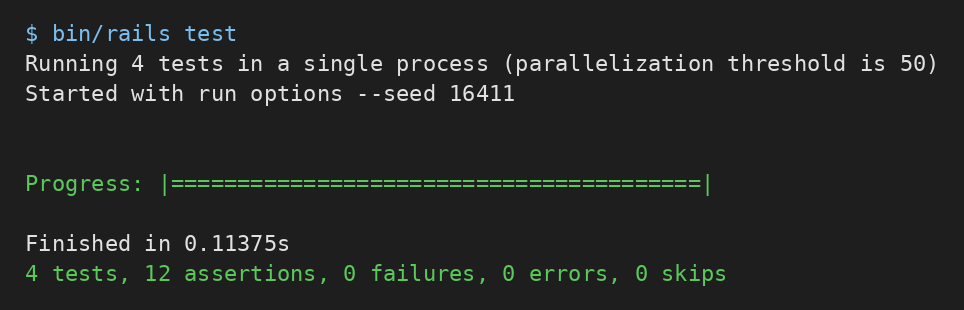 $ bin/rails test
Running 4 tests in a single process (parallelization threshold is 50)
Started with run options --seed 16411
Progress: |========================================|
Finished in 0.11375s
4 tests, 12 assertions, 0 failures, 0 errors, 0 skips